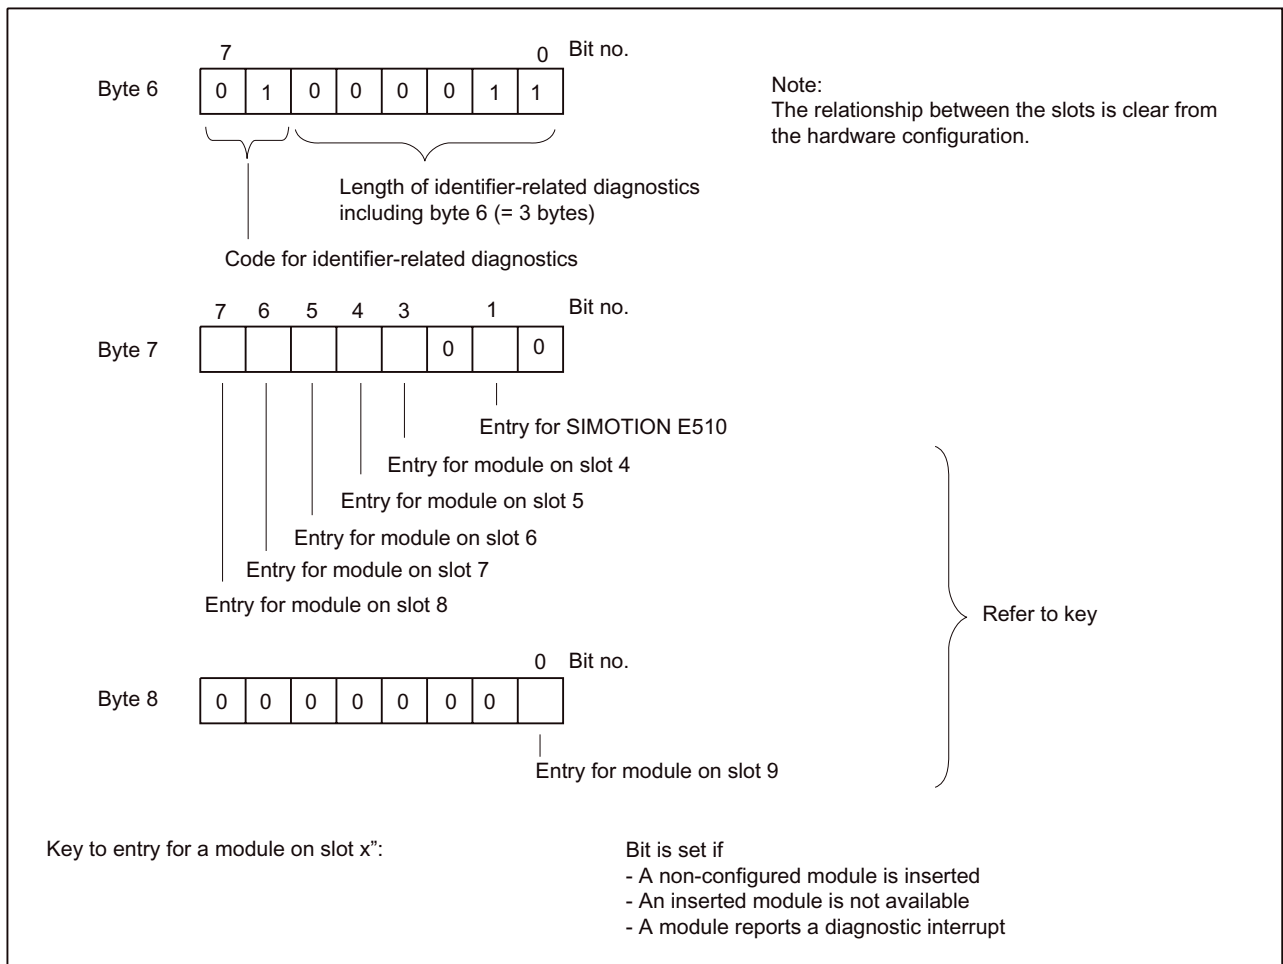 7 0 Bit no.
Byte 6 0 1 0 0 0 0 1 1
Note:
The relationship between the slots is clear from
the hardware configuration.
Length of identifier-related diagnostics
including byte 6 (= 3 bytes)
Code for identifier-related diagnostics
7 6 5 4 3 1 Bit no.
Byte 7 0 0
Entry for SIMOTION E510
Entry for module on slot 4
Entry for module on slot 5
Entry for module on slot 6
Entry for module on slot 7
Entry for module on slot 8
Refer to key
0 Bit no.
Byte 8 0 0 0 0 0 0 0
Entry for module on slot 9
Key to entry for a module on slot x”:
Bit is set if
- A non-configured module is inserted
- An inserted module is not available
- A module reports a diagnostic interrupt